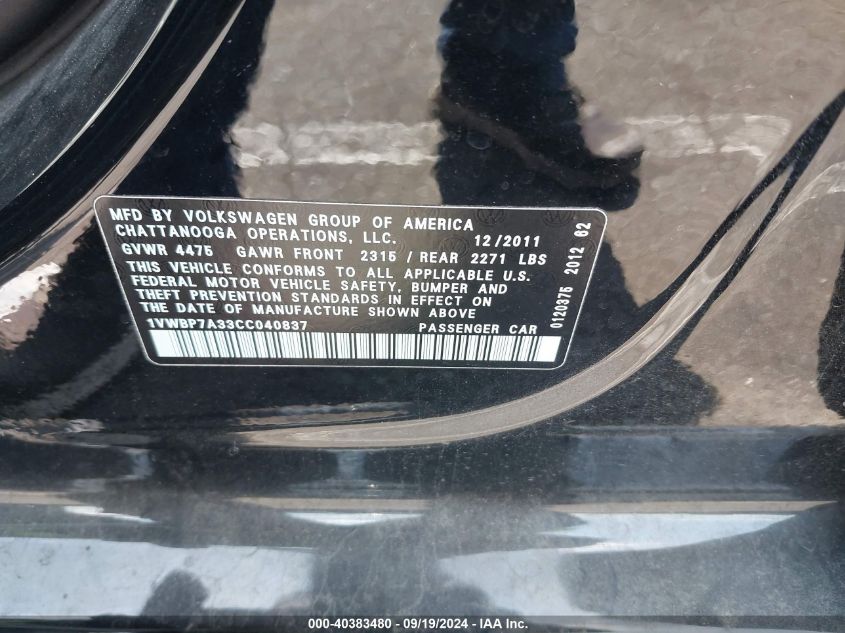 MFD BY VOLKSWAGEN GROUP OF AMERICA
CHATTANOOGA OPERATIONS, LLC. 12/2011
GVWR 4475 GAWR FRONT 2315 / REAR 2271 LBS
THIS VEHICLE CONFORMS TO ALL APPLICABLE U.S.
FEDERAL MOTOR VEHICLE SAFETY, BUMPER AND
THEFT PREVENTION STANDARDS IN EFFECT ON
THE DATE OF MANUFACTURE SHOWN ABOVE
1VWBP7A33CC040837 PASSENGER CAR
0120375 2012 62
000-40383480 - 09/19/2024 - IAA Inc.